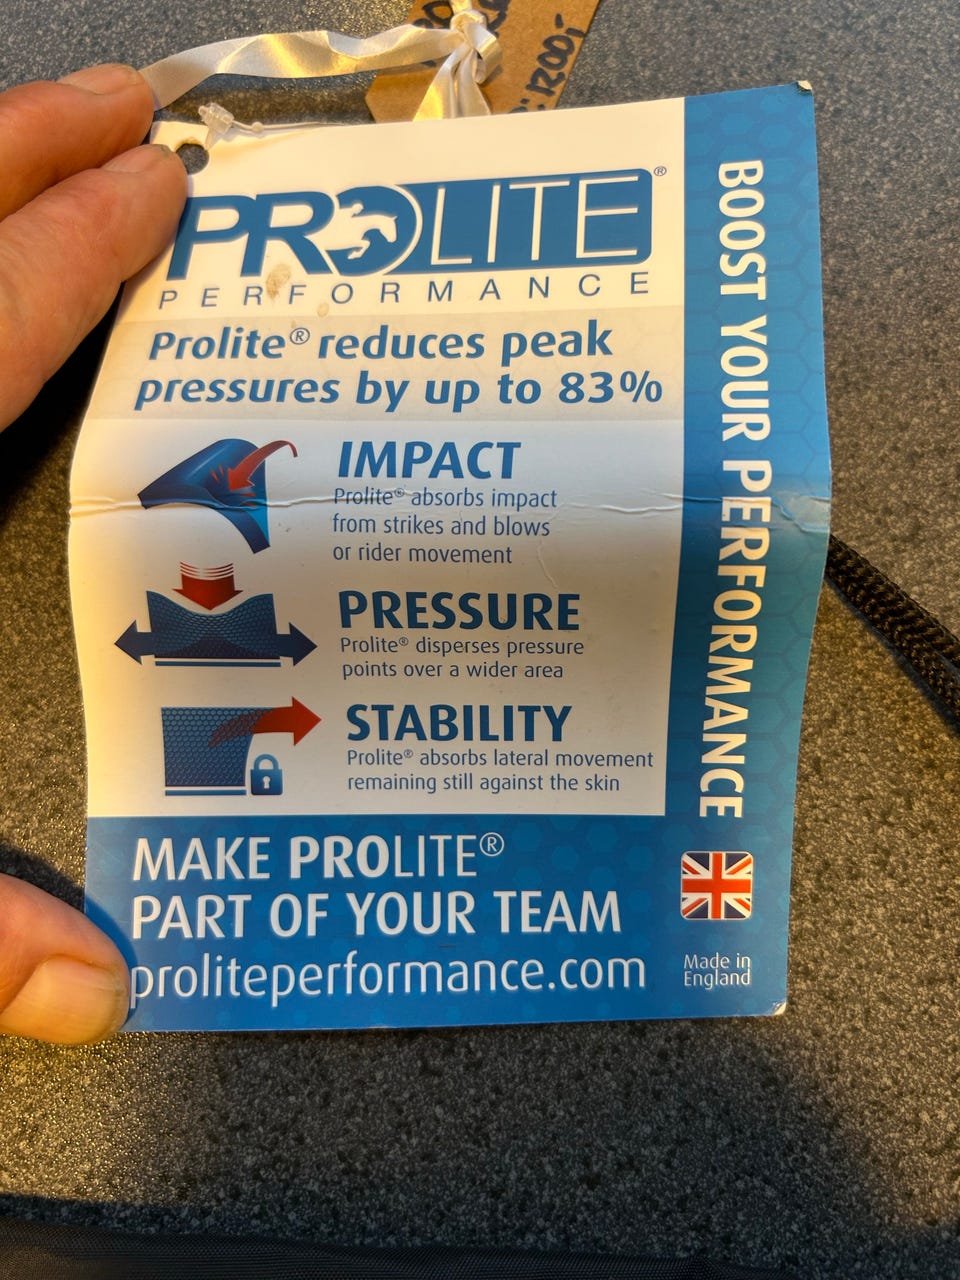 1200,-
PROLITE®
PERFORMANCE
Prolite® reduces peak
pressures by up to 83%
IMPACT
Prolite® absorbs impact
from strikes and blows
or rider movement
PRESSURE
Prolite® disperses pressure
points over a wider area
STABILITY
Prolite® absorbs lateral movement
remaining still against the skin
MAKE PROLITE®
PART OF YOUR TEAM
proliteperformance.com
BOOST YOUR PERFORMANCE
Made in
England